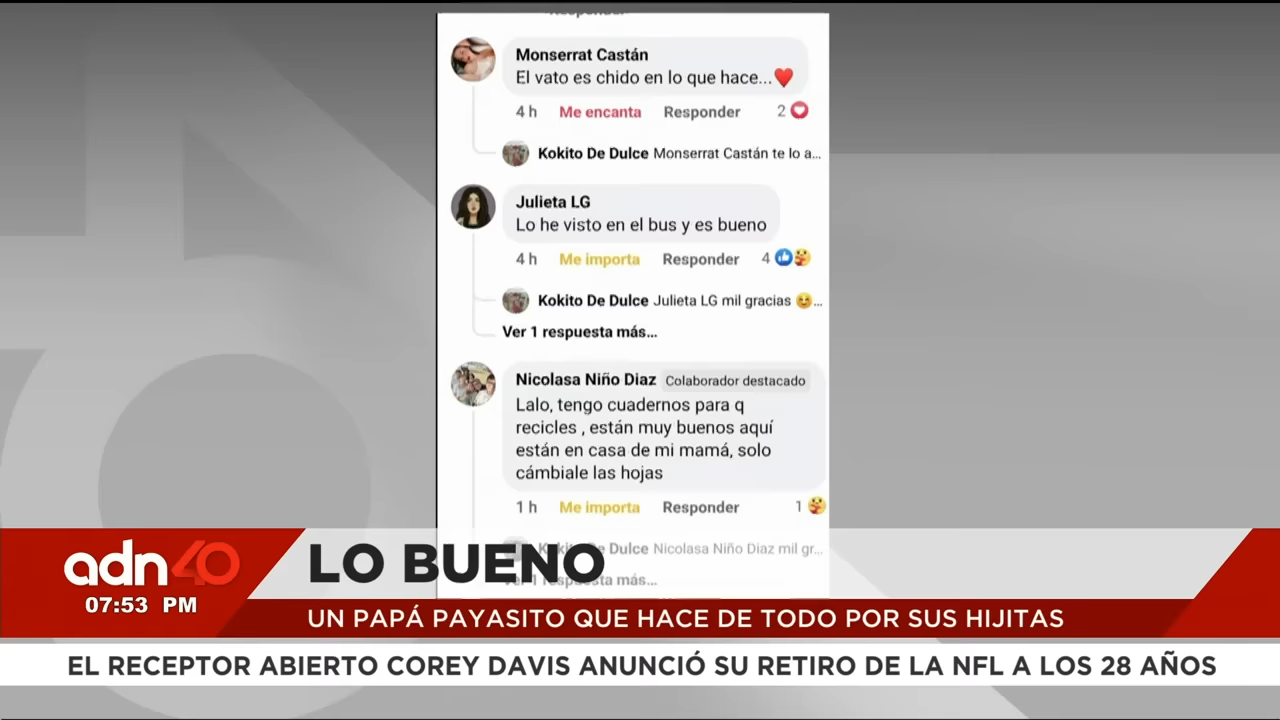 Monserrat Castán
El vato es chido en lo que hace...❤️
4 h Me encanta Responder 2
Kokito De Dulce Monserrat Castán te lo a...
Julieta LG
Lo he visto en el bus y es bueno
4 h Me importa Responder 4
Kokito De Dulce Julieta LG mil gracias 😊...
Ver 1 respuesta más...
Nicolasa Niño Diaz Colaborador destacado
Lalo, tengo cuadernos para q
recicles , están muy buenos aquí
están en casa de mi mamá, solo
cámbiale las hojas
1 h Me importa Responder 1
Kokito De Dulce Nicolasa Niño Diaz mil gr...
Ver 1 respuesta más...
adn40
07:53 PM
LO BUENO
UN PAPÁ PAYASITO QUE HACE DE TODO POR SUS HIJITAS
EL RECEPTOR ABIERTO COREY DAVIS ANUNCIÓ SU RETIRO DE LA NFL A LOS 28 AÑOS